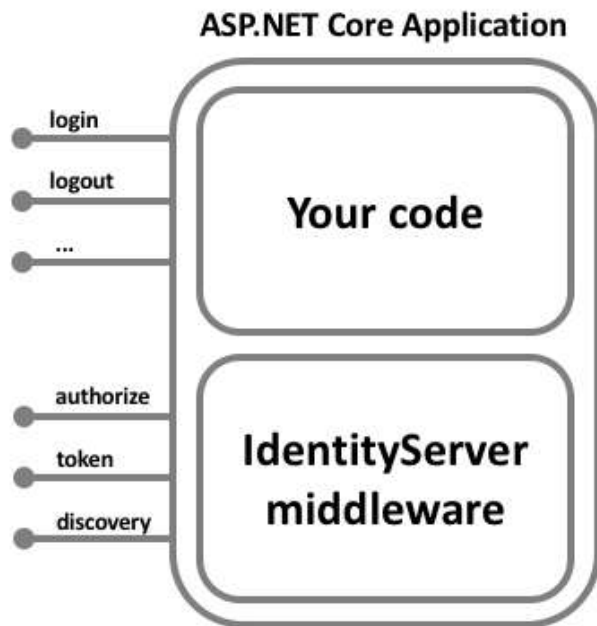 ASP.NET Core Application
login
logout
...
Your code
authorize
token
discovery
IdentityServer
middleware